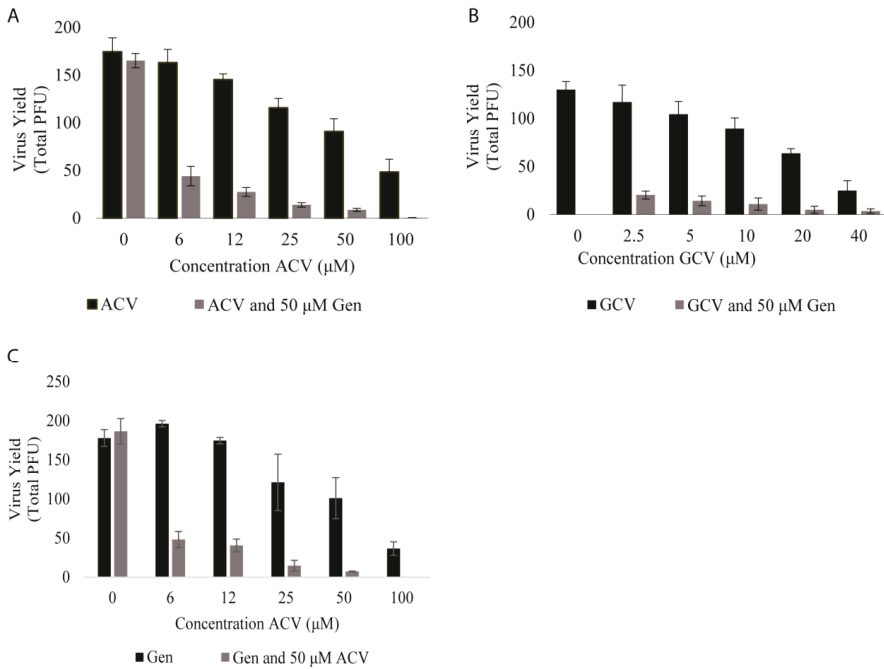 A
Virus Yield
(Total PFU)
200
150
100
50
0
0 6 12 25 50 100
Concentration ACV (μM)
ACV ACV and 50 μM Gen
B
Virus Yield
(Total PFU)
200
150
100
50
0
0 2.5 5 10 20 40
Concentration GCV (μM)
GCV GCV and 50 μM Gen
C
Virus Yield
(Total PFU)
250
200
150
100
50
0
0 6 12 25 50 100
Concentration ACV (μM)
Gen Gen and 50 μM ACV